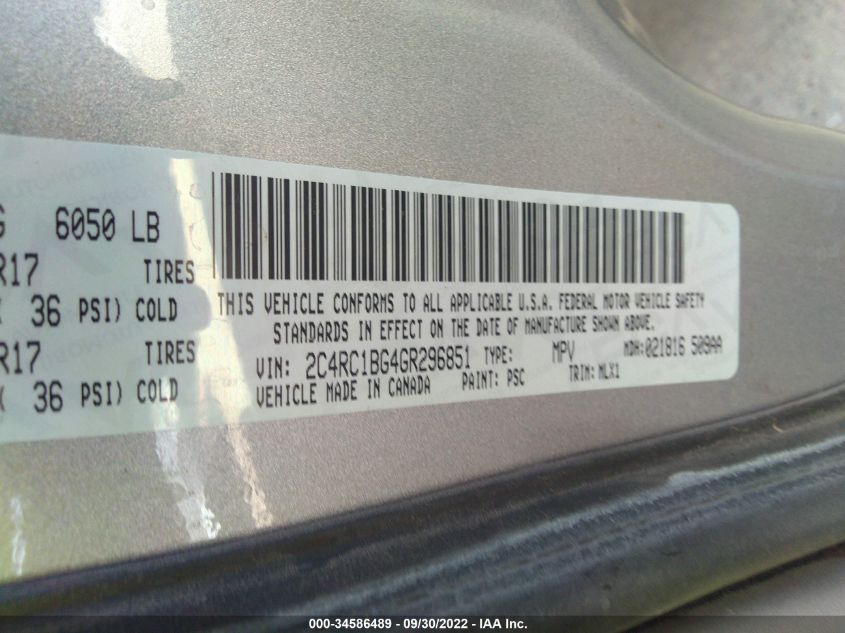 G 6050 LB
R17 TIRES
( 36 PSI) COLD
R17 TIRES
( 36 PSI) COLD
THIS VEHICLE CONFORMS TO ALL APPLICABLE U.S.A. FEDERAL MOTOR VEHICLE SAFETY
STANDARDS IN EFFECT ON THE DATE OF MANUFACTURE SHOWN ABOVE.
VIN: 2C4RC1BG4GR296851 TYPE: MPV MDH:021816 509AA
VEHICLE MADE IN CANADA PAINT: PSC TRIM: MLX1
000-34586489 - 09/30/2022 - IAA Inc.